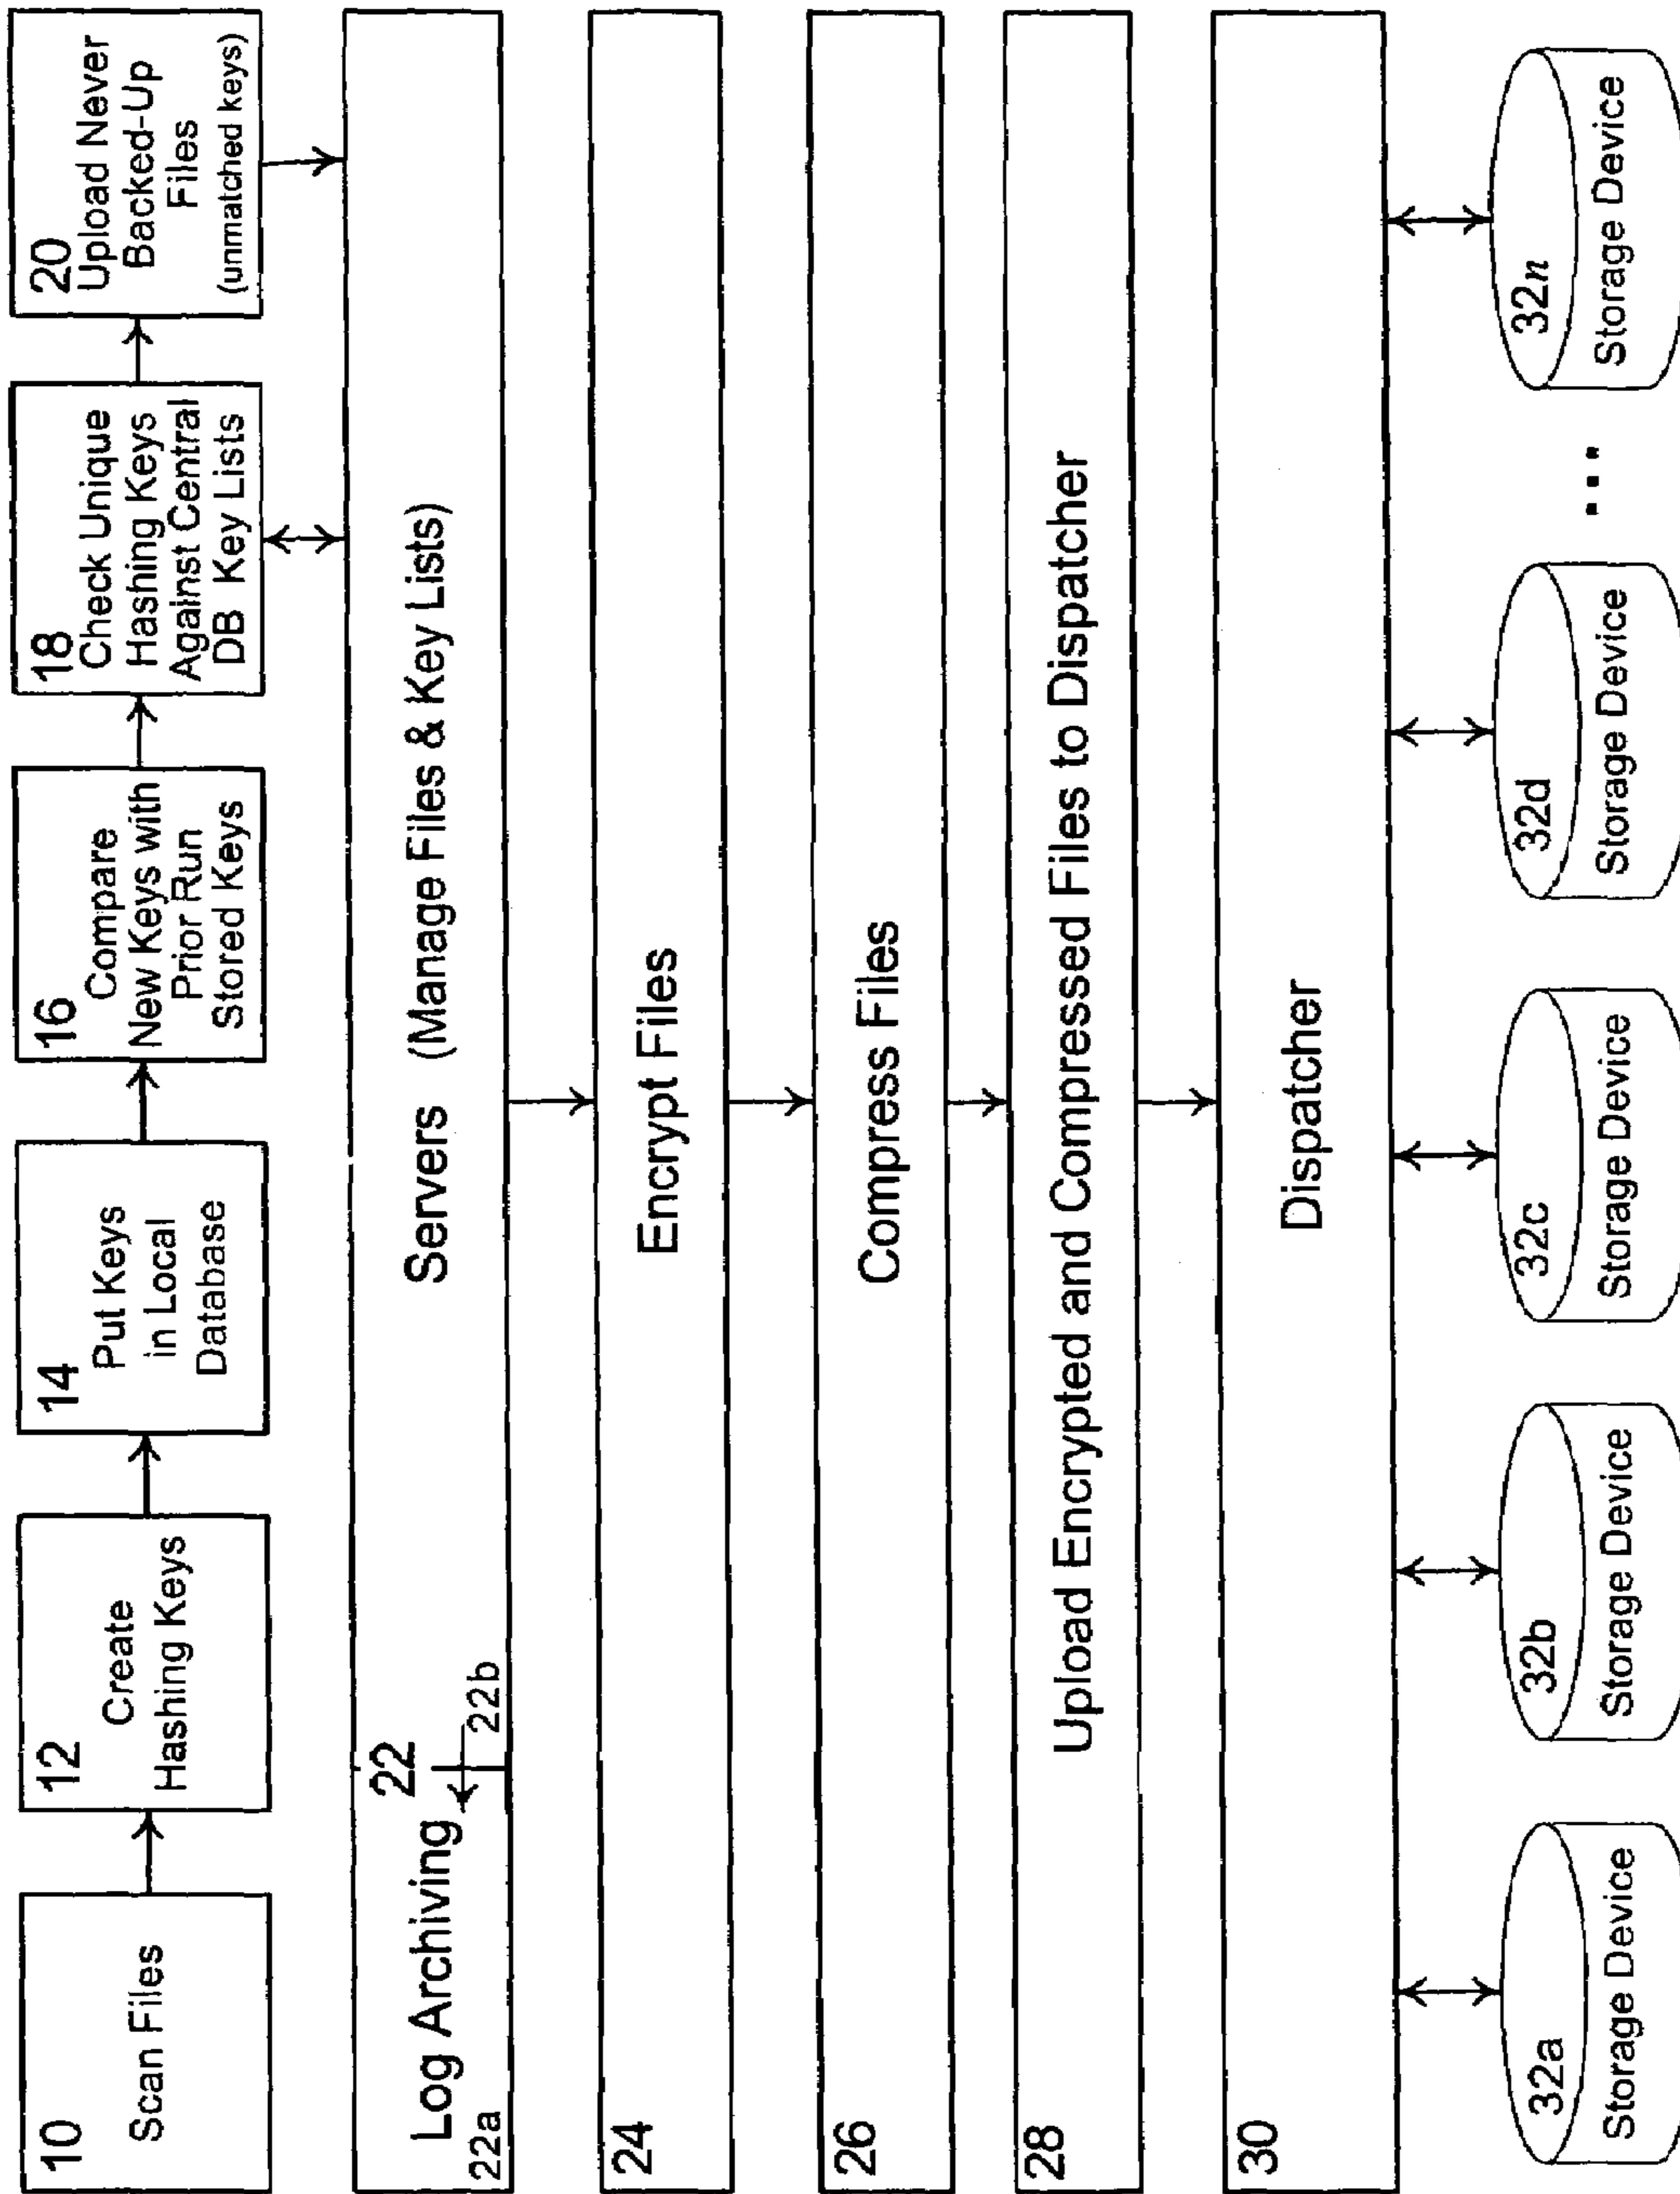 10
Scan Files
12
Create
Hashing Keys
14
Put Keys
in Local
Database
16
Compare
New Keys with
Prior Run
Stored Keys
18
Check Unique
Hashing Keys
Against Central
DB Key Lists
20
Upload Never
Backed-Up
Files
(unmatched keys)
22
Log Archiving
22a
22b
Servers (Manage Files & Key Lists)
24
Encrypt Files
26
Compress Files
28
Upload Encrypted and Compressed Files to Dispatcher
30
Dispatcher
32a
Storage Device
32b
Storage Device
32c
Storage Device
32d
Storage Device
...
32n
Storage Device